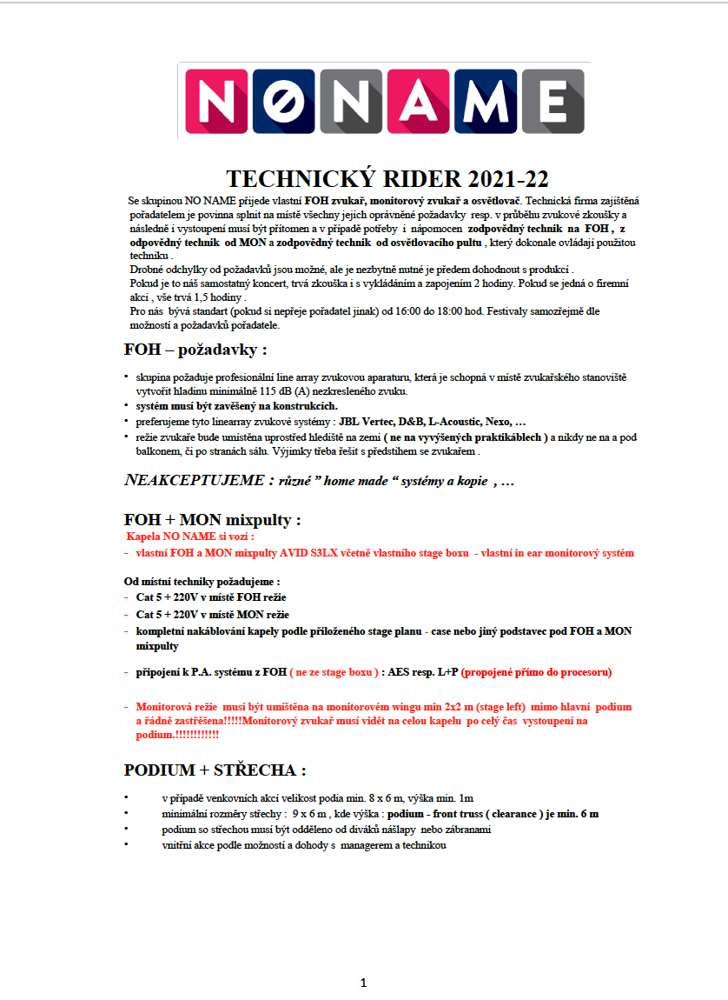 NØNAME
TECHNICKÝ RIDER 2021-22
Se skupinou NO NAME přijede vlastní FOH zvukař, monitorový zvukař a osvětlovač. Technická firma zajištěná
pořadatelem je povinna splnit na místě všechny jejich oprávněné požadavky resp. v průběhu zvukové zkoušky a
následně i vystoupení musí být přítomen a v případě potřeby i nápomocen zodpovědný technik na FOH , z
odpovědný technik od MON a zodpovědný technik od osvětlovacího pultu , který dokonale ovládají použitou
techniku .
Drobné odchylky od požadavků jsou možné, ale je nezbytně nutné je předem dohodnout s produkcí .
Pokud je to náš samostatný koncert, trvá zkouška i s vykládáním a zapojením 2 hodiny. Pokud se jedná o firemní
akci , vše trvá 1,5 hodiny .
Pro nás bývá standart (pokud si nepřeje pořadatel jinak) od 16:00 do 18:00 hod. Festivaly samozřejmě dle
možností a požadavků pořadatele.
FOH – požadavky :
• skupina požaduje profesionální line array zvukovou aparaturu, která je schopná v místě zvukařského stanoviště
vytvořit hladinu minimálně 115 dB (A) nezkresleného zvuku.
• systém musí být zavěšený na konstrukcích.
• preferujeme tyto linearray zvukové systémy : JBL Vertec, D&B, L-Acoustic, Nexo, …
• režie zvukaře bude umístěna uprostřed hlediště na zemi ( ne na vyvýšených praktikáblech ) a nikdy ne na a pod
balkonem, či po stranách sálu. Výjimky třeba řešit s předstihem se zvukařem .
NEAKCEPTUJEME : různé ” home made “ systémy a kopie , …
FOH + MON mixpulty :
Kapela NO NAME si vozí :
- vlastní FOH a MON mixpulty AVID S3LX včetně vlastního stage boxu - vlastní in ear monitorový systém
Od místní techniky požadujeme :
- Cat 5 + 220V v místě FOH režie
- Cat 5 + 220V v místě MON režie
- kompletní nakáblování kapely podle přiloženého stage planu - case nebo jiný podstavec pod FOH a MON
mixpulty
- připojení k P.A. systému z FOH ( ne ze stage boxu ) : AES resp. L+P (propojené přímo do procesoru)
- Monitorová režie musí být umíštěna na monitorovém wingu min 2x2 m (stage left) mimo hlavní podium
a řádně zastřěšena!!!!!Monitorový zvukař musí vidět na celou kapelu po celý čas vystoupení na
podium.!!!!!!!!!!!!
PODIUM + STŘECHA :
• v případě venkovních akcí velikost podia min. 8 x 6 m, výška min. 1m
• minimální rozměry střechy : 9 x 6 m , kde výška : podium - front truss ( clearance ) je min. 6 m
• podium so střechou musí být odděleno od diváků nášlapy nebo zábranami
• vnitřní akce podle možností a dohody s managerem a technikou
1